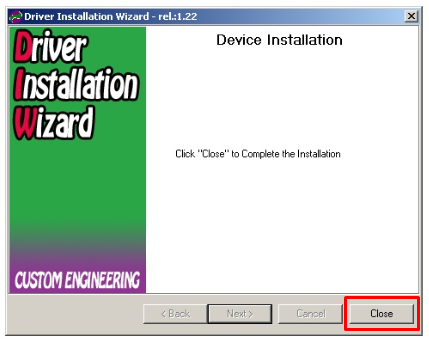 Driver Installation Wizard - rel.:1.22
Driver
Installation
Wizard
Device Installation
Click "Close" to Complete the Installation
CUSTOM ENGINEERING
< Back
Next >
Cancel
Close